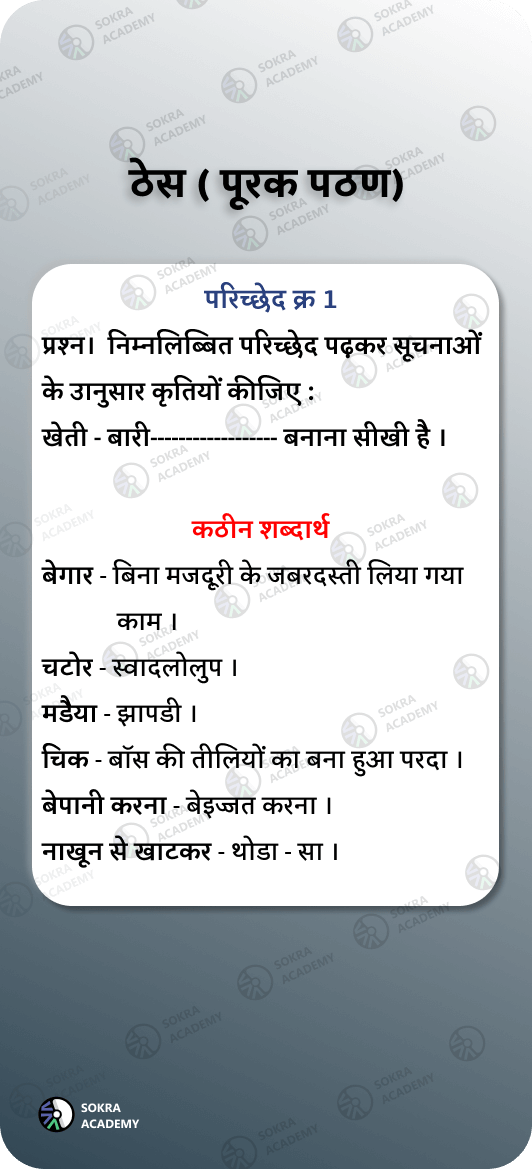 ठेस ( पूरक पठण)
परिच्छेद क्र 1
प्रश्न। निम्नलिब्बित परिच्छेद पढ़कर सूचनाओं
के उानुसार कृतियों कीजिए :
खेती - बारी------------------ बनाना सीखी है ।
कठीन शब्दार्थ
बेगार - बिना मजदूरी के जबरदस्ती लिया गया
काम ।
चटोर - स्वादलोलुप ।
मडैया - झापडी ।
चिक - बॉस की तीलियों का बना हुआ परदा ।
बेपानी करना - बेइज्जत करना ।
नाखून से खाटकर - थोडा - सा ।
SOKRA
ACADEMY